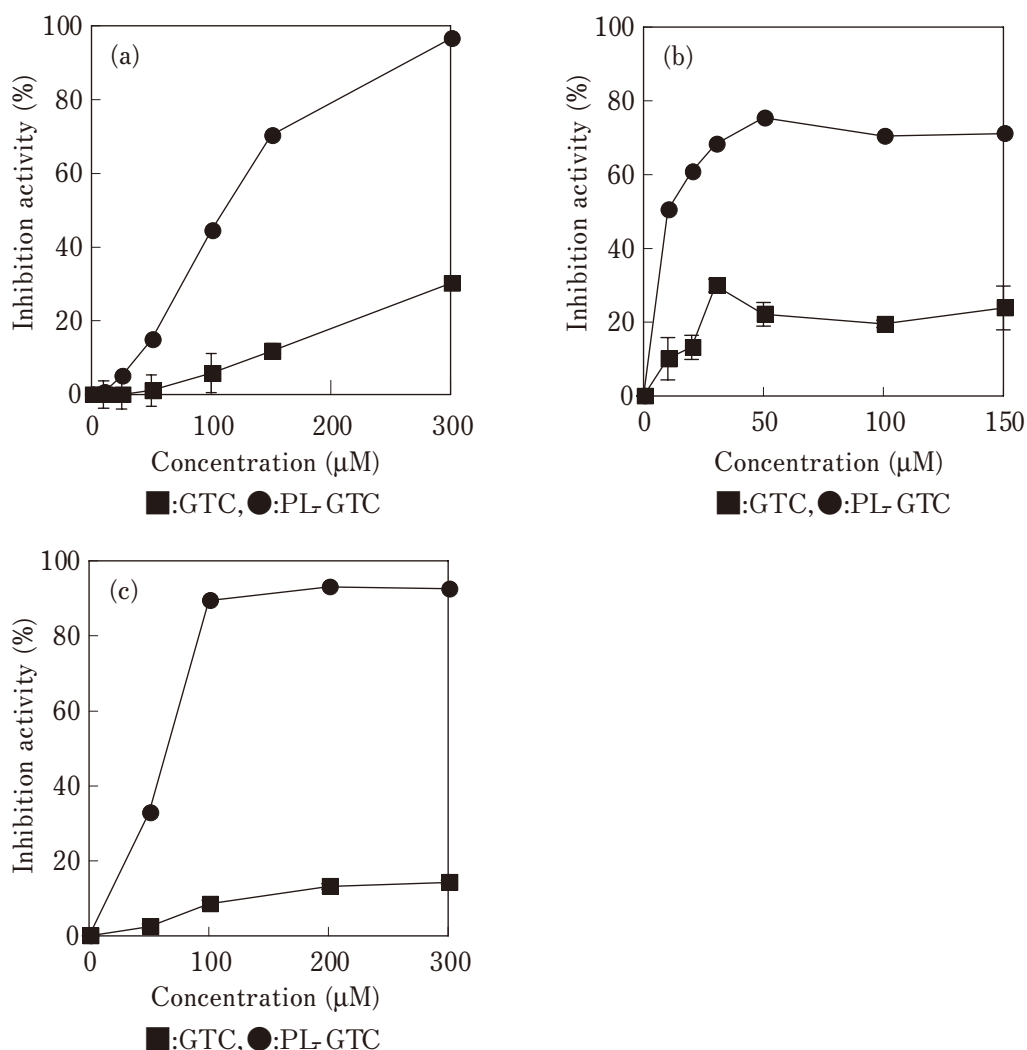 (a)
Inhibition activity (%)
100
80
60
40
20
0
0 100 200 300
Concentration (μM)
■:GTC, ●:PL-GTC
(b)
Inhibition activity (%)
100
80
60
40
20
0
0 50 100 150
Concentration (μM)
■:GTC, ●:PL-GTC
(c)
Inhibition activity (%)
100
80
60
40
20
0
0 100 200 300
Concentration (μM)
■:GTC, ●:PL-GTC